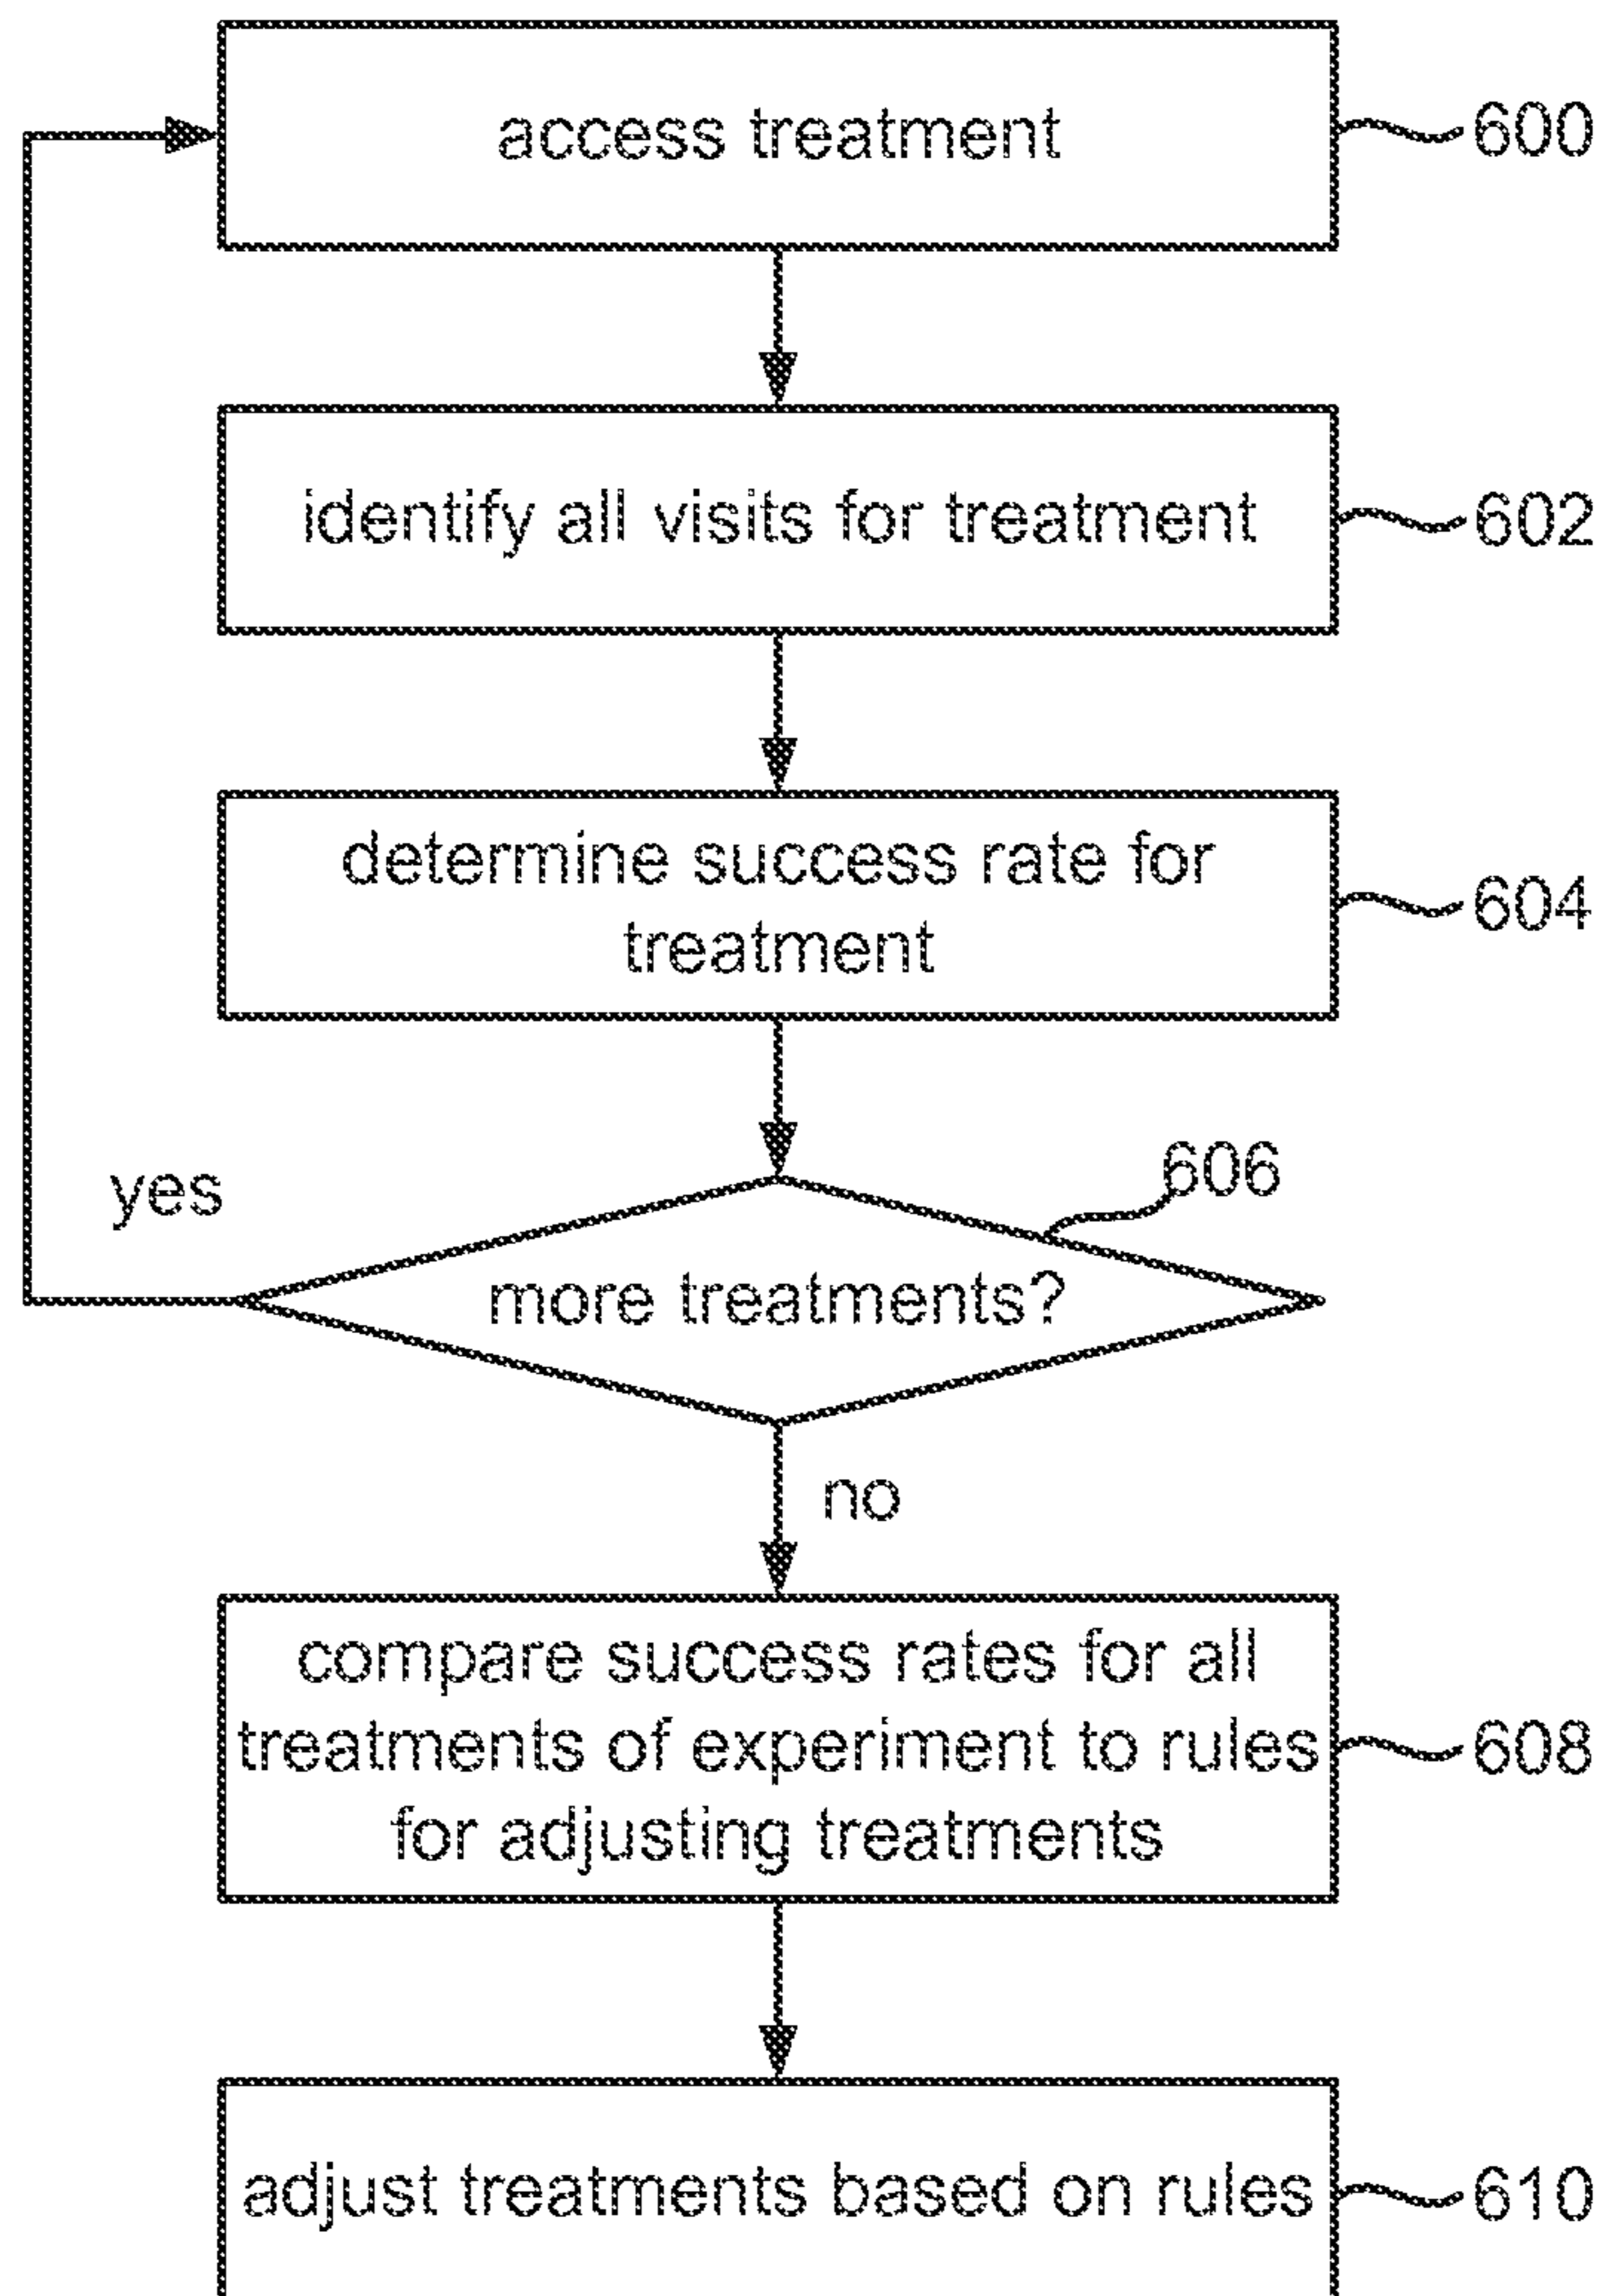 access treatment
600
identify all visits for treatment
602
determine success rate for
treatment
604
606
yes
more treatments?
no
compare success rates for all
treatments of experiment to rules
for adjusting treatments
608
adjust treatments based on rules
610